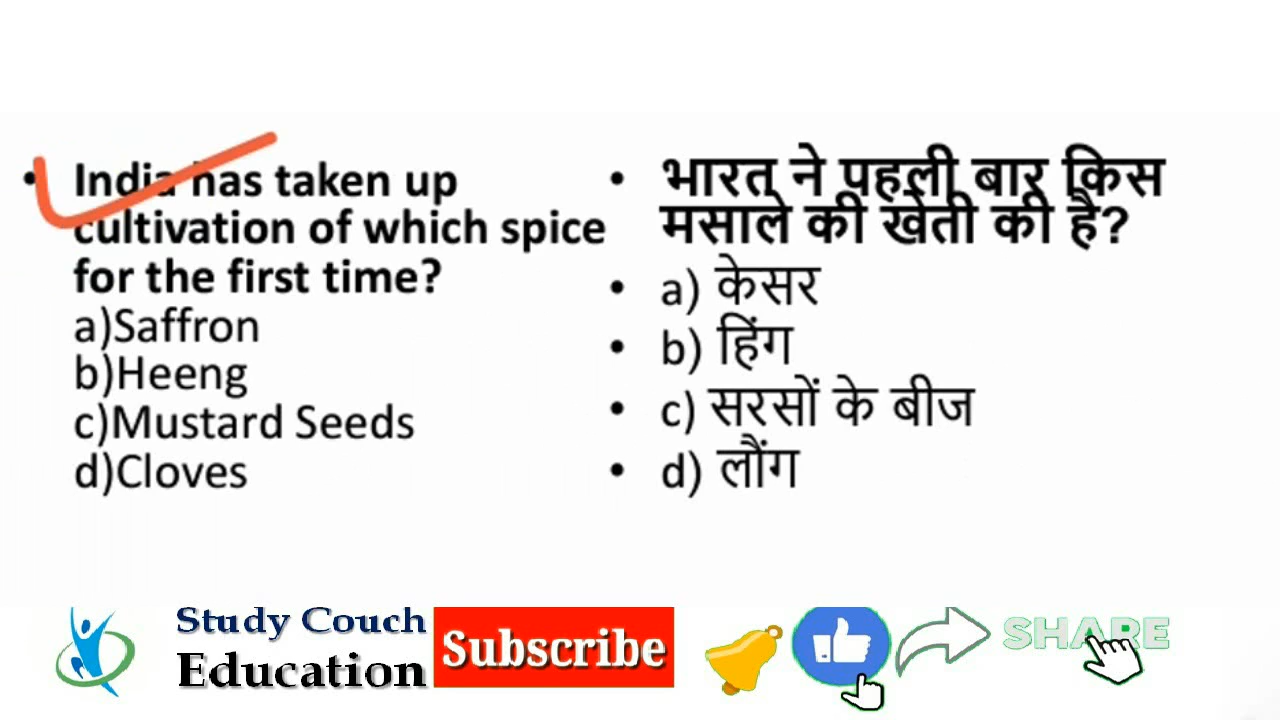 • India has taken up
cultivation of which spice
for the first time?
a)Saffron
b)Heeng
c)Mustard Seeds
d)Cloves
• भारत ने पहली बार किस
मसाले की खेती की है?
• a) केसर
• b) हिंग
• c) सरसों के बीज
• d) लौंग
Study Couch
Education
Subscribe
SHARE